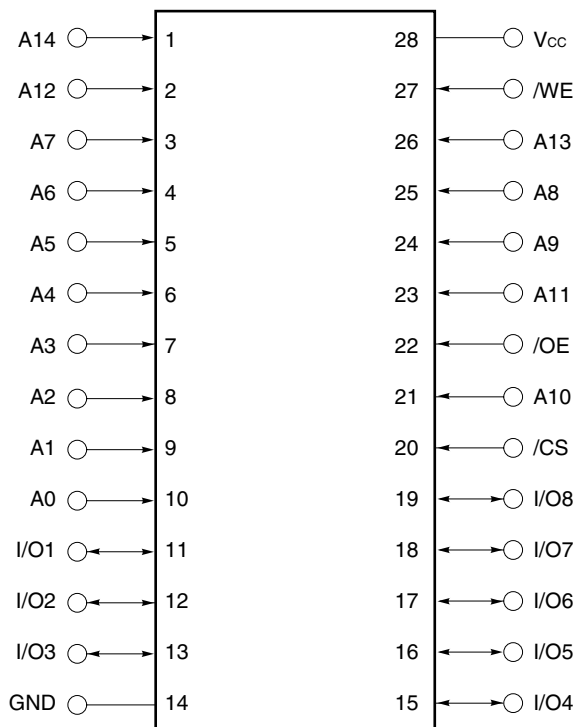 A14 1 28 Vcc
A12 2 27 /WE
A7 3 26 A13
A6 4 25 A8
A5 5 24 A9
A4 6 23 A11
A3 7 22 /OE
A2 8 21 A10
A1 9 20 /CS
A0 10 19 I/O8
I/O1 11 18 I/O7
I/O2 12 17 I/O6
I/O3 13 16 I/O5
GND 14 15 I/O4